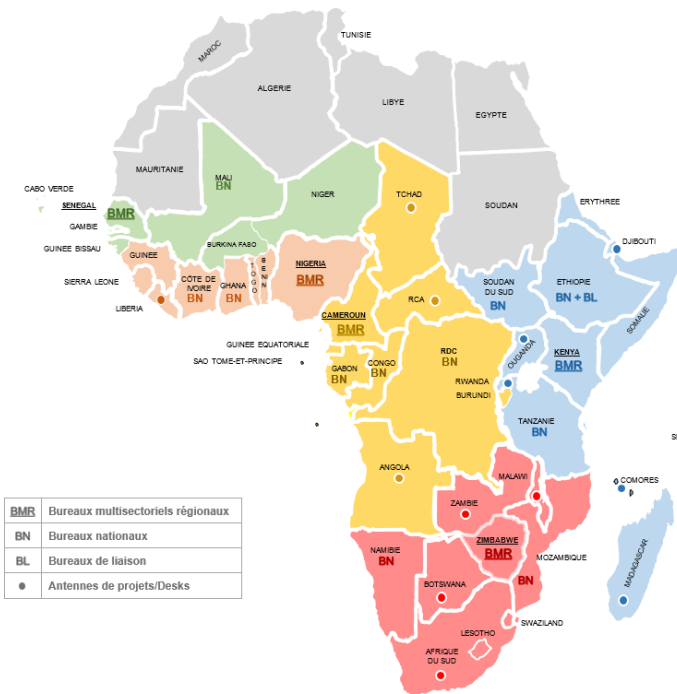 TUNISIE
MAROC
ALGERIE
LIBYE
EGYPTE
MAURITANIE
MALI
BN
NIGER
TCHAD
SOUDAN
ERYTHREE
CABO VERDE
SENEGAL
BMR
GAMBIE
GUINEE BISSAU
BURKINA FASO
DJIBOUTI
GUINEE
SIERRA LEONE
LIBERIA
CÔTE DE
IVOIRE
BN
GHANA
BN
TOGO
BENIN
NIGERIA
BMR
SOUDAN
DU SUD
BN
ETHIOPIE
BN + BL
SOMALIE
RCA
CAMEROUN
BMR
GUINEE EQUATORIALE
SAO TOME-ET-PRINCIPE
GABON
BN
CONGO
BN
RDC
BN
OUGANDA
KENYA
BMR
RWANDA
BURUNDI
TANZANIE
BN
S
ANGOLA
MALAWI
COMORES
ZAMBIE
ZIMBABWE
BMR
MOZAMBIQUE
BN
NAMIBIE
BN
BOTSWANA
MADAGASCAR
SWAZILAND
LESOTHO
AFRIQUE
DU SUD
BMR Bureaux multisectoriels régionaux
BN Bureaux nationaux
BL Bureaux de liaison
● Antennes de projets/Desks